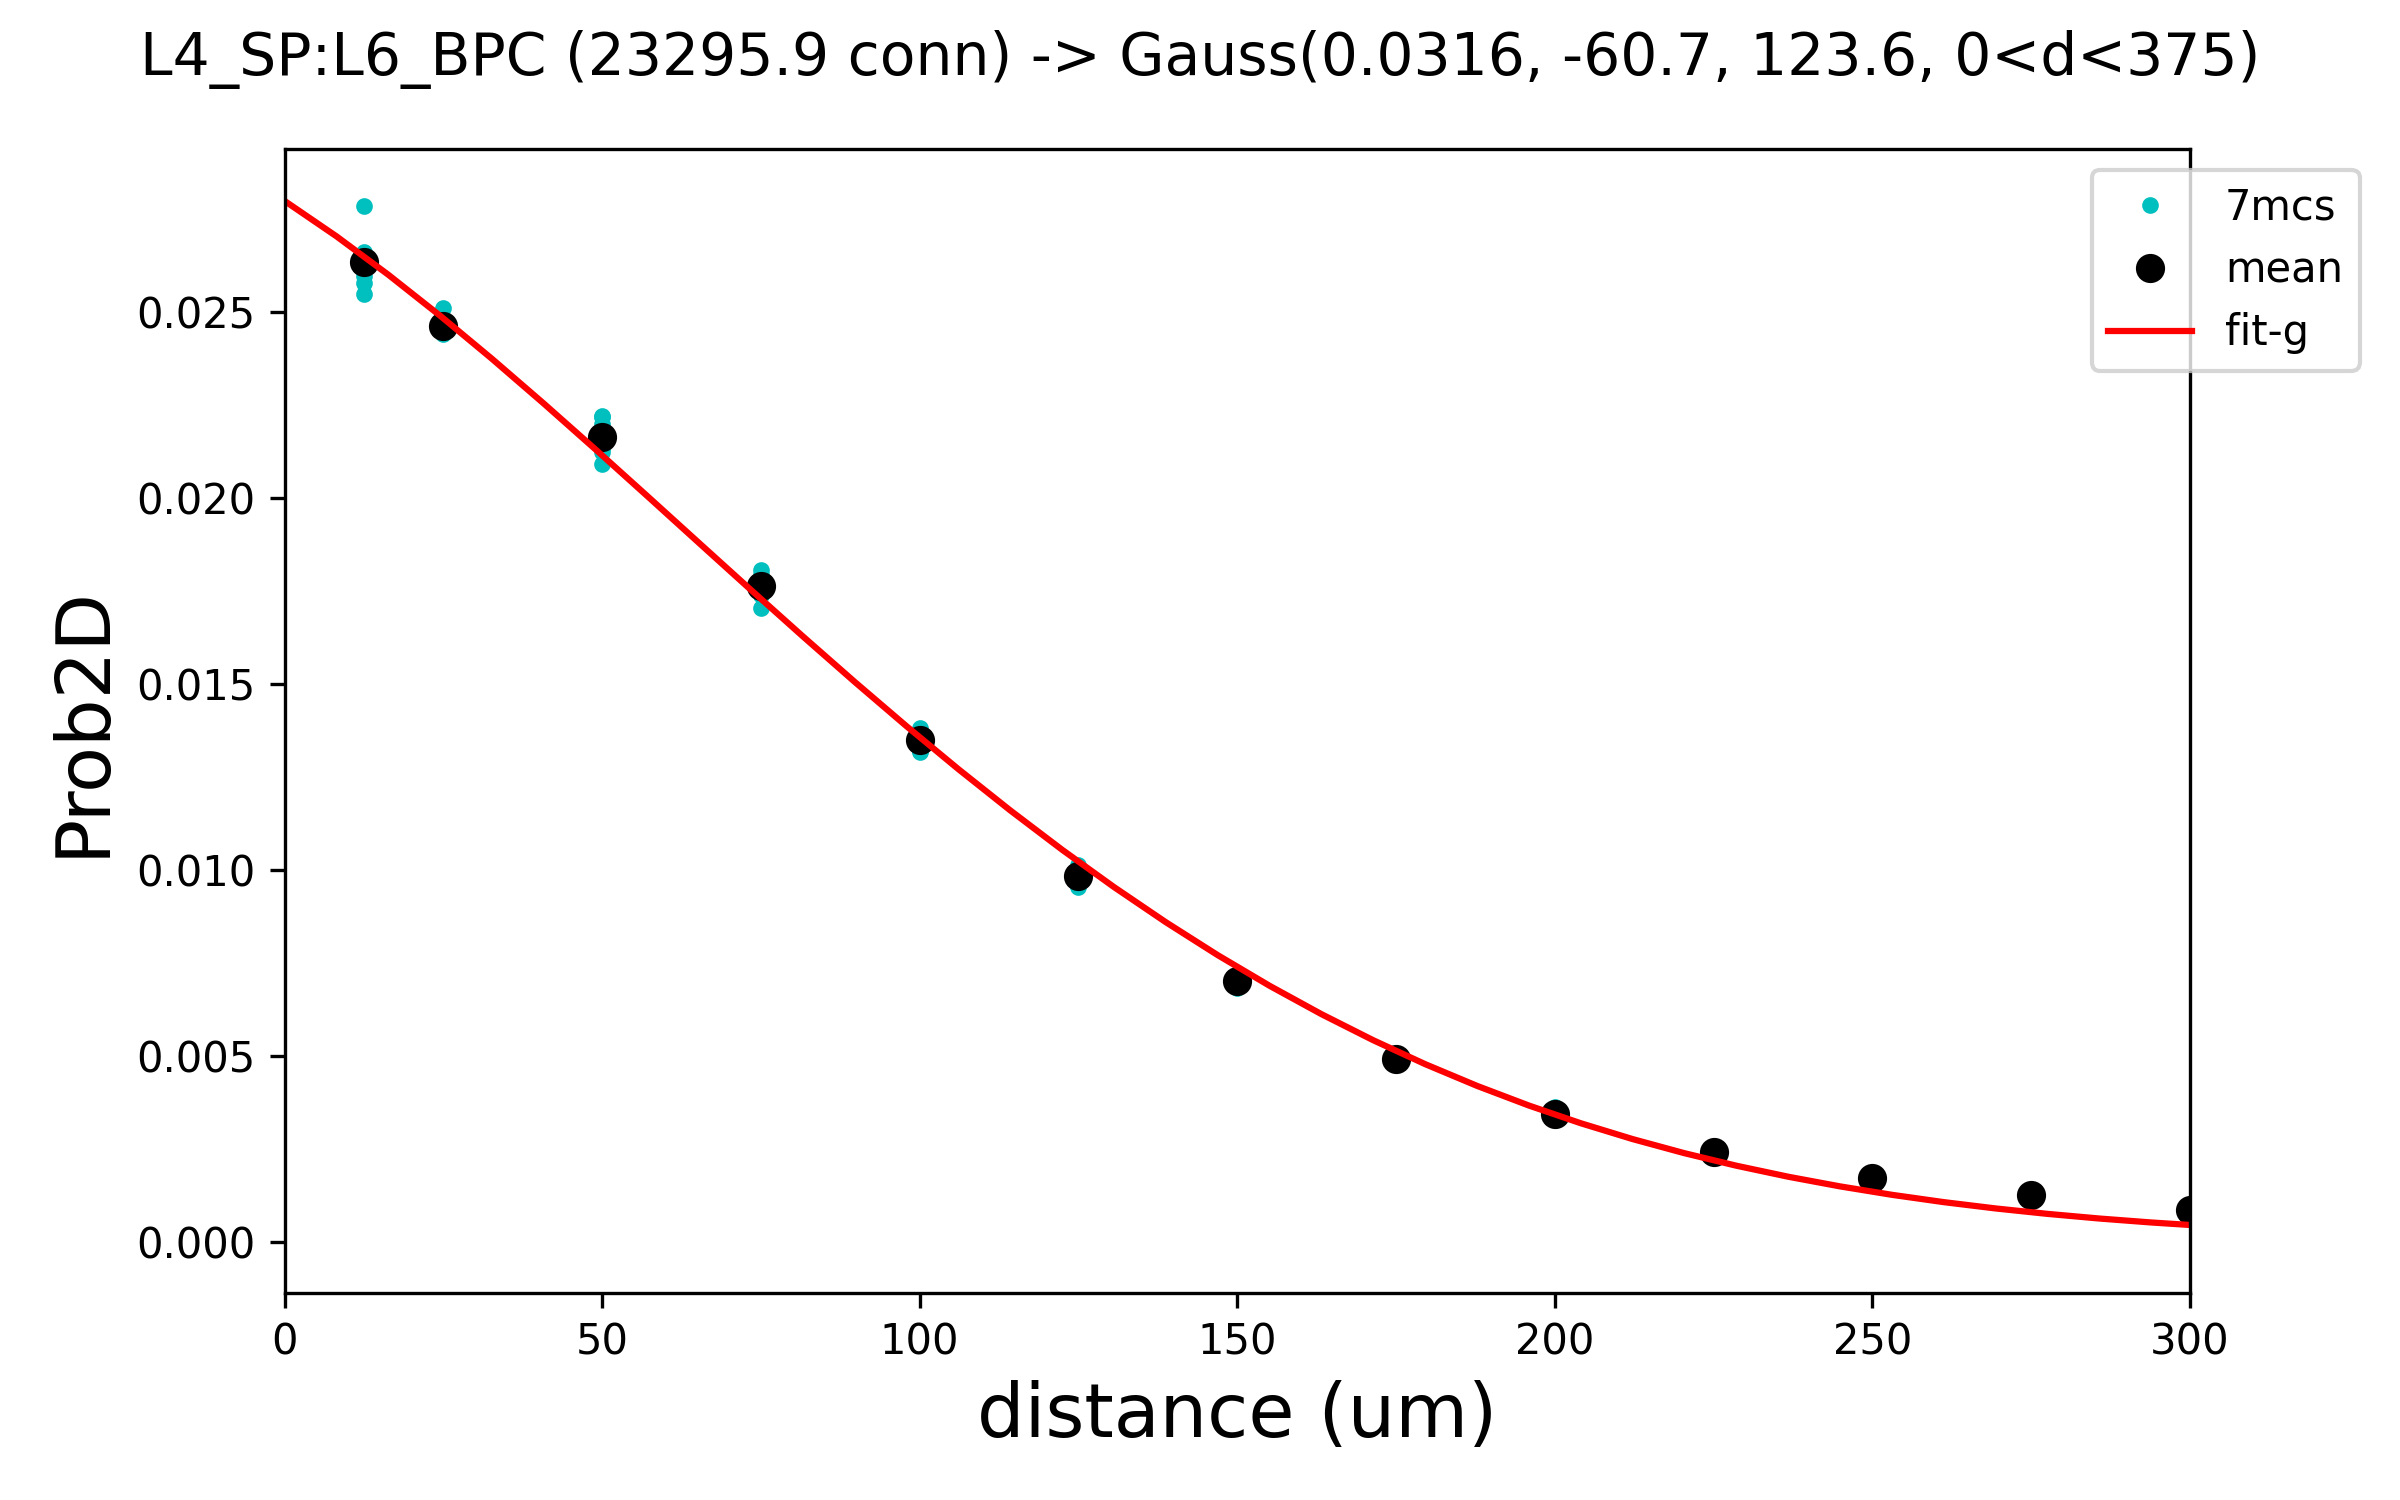 L4_SP:L6_BPC (23295.9 conn) -> Gauss(0.0316, -60.7, 123.6, 0<d<375)
7mcs
mean
fit-g
Prob2D
0.025
0.020
0.015
0.010
0.005
0.000
0 50 100 150 200 250 300
distance (um)